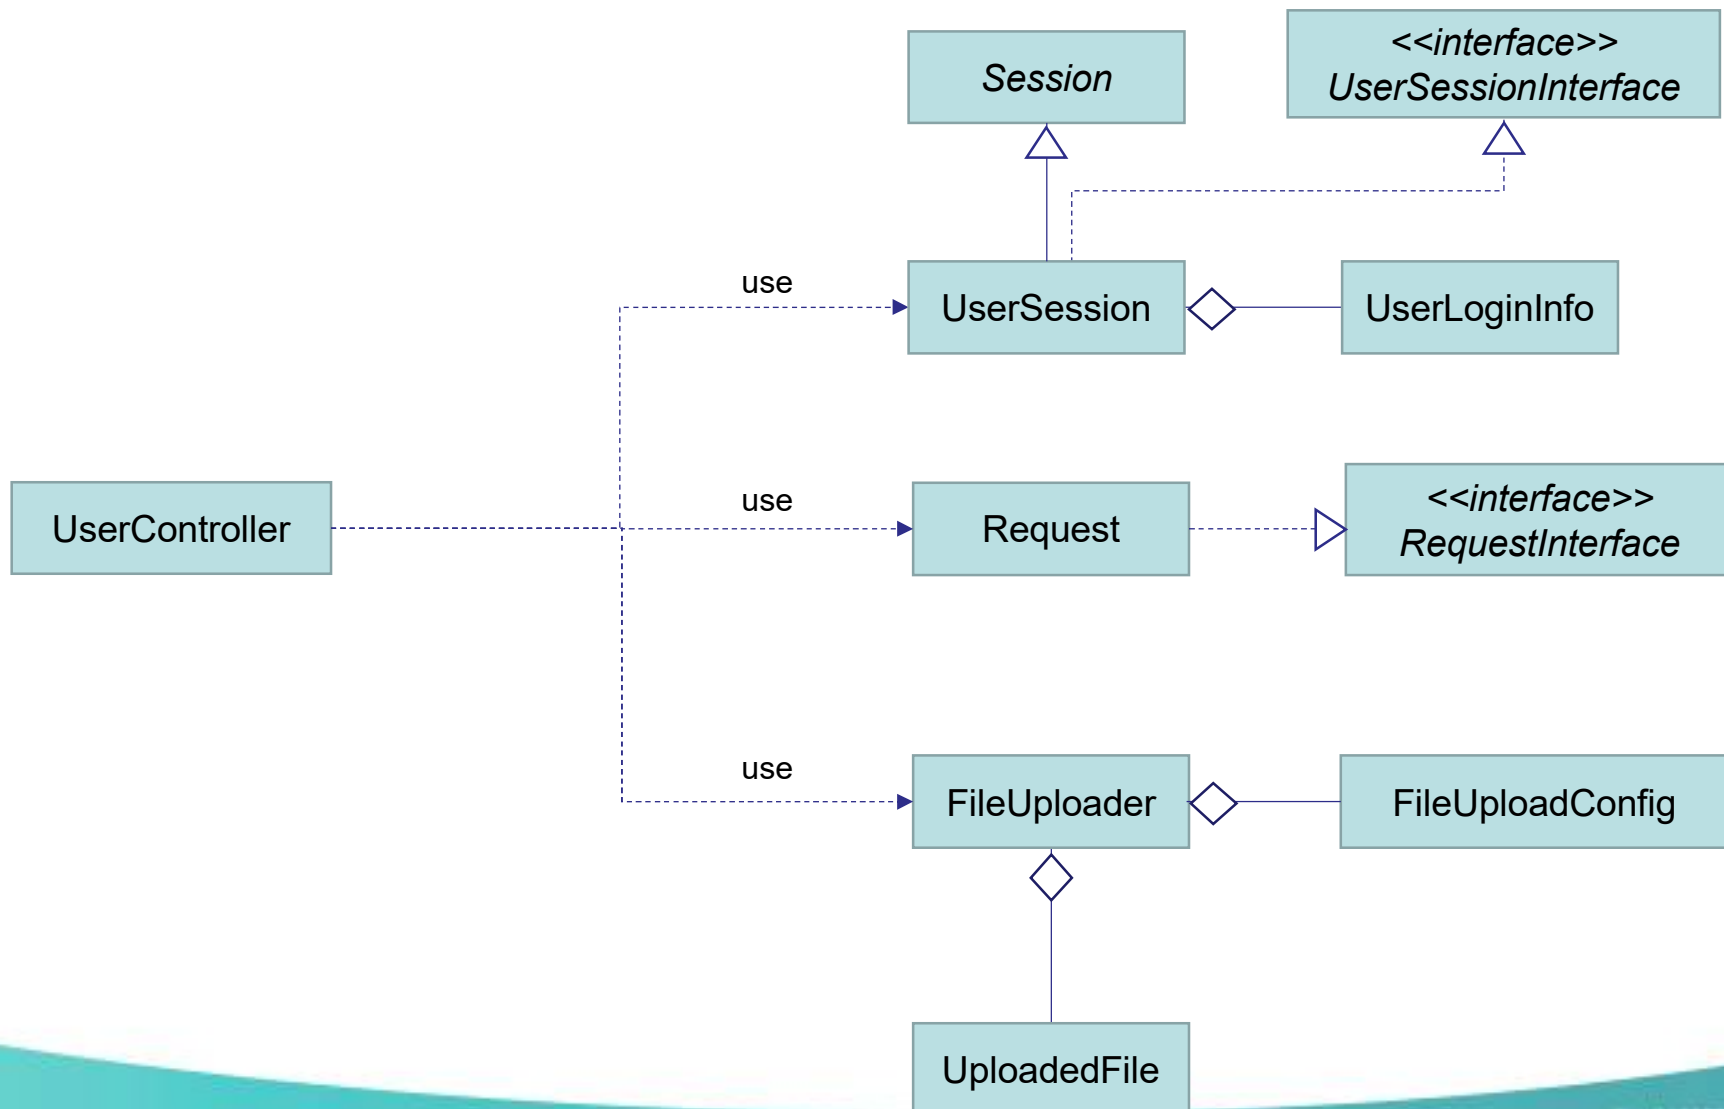 Session
<<interface>>
UserSessionInterface
use
UserSession
UserLoginInfo
UserController
use
Request
<<interface>>
RequestInterface
use
FileUploader
FileUploadConfig
UploadedFile